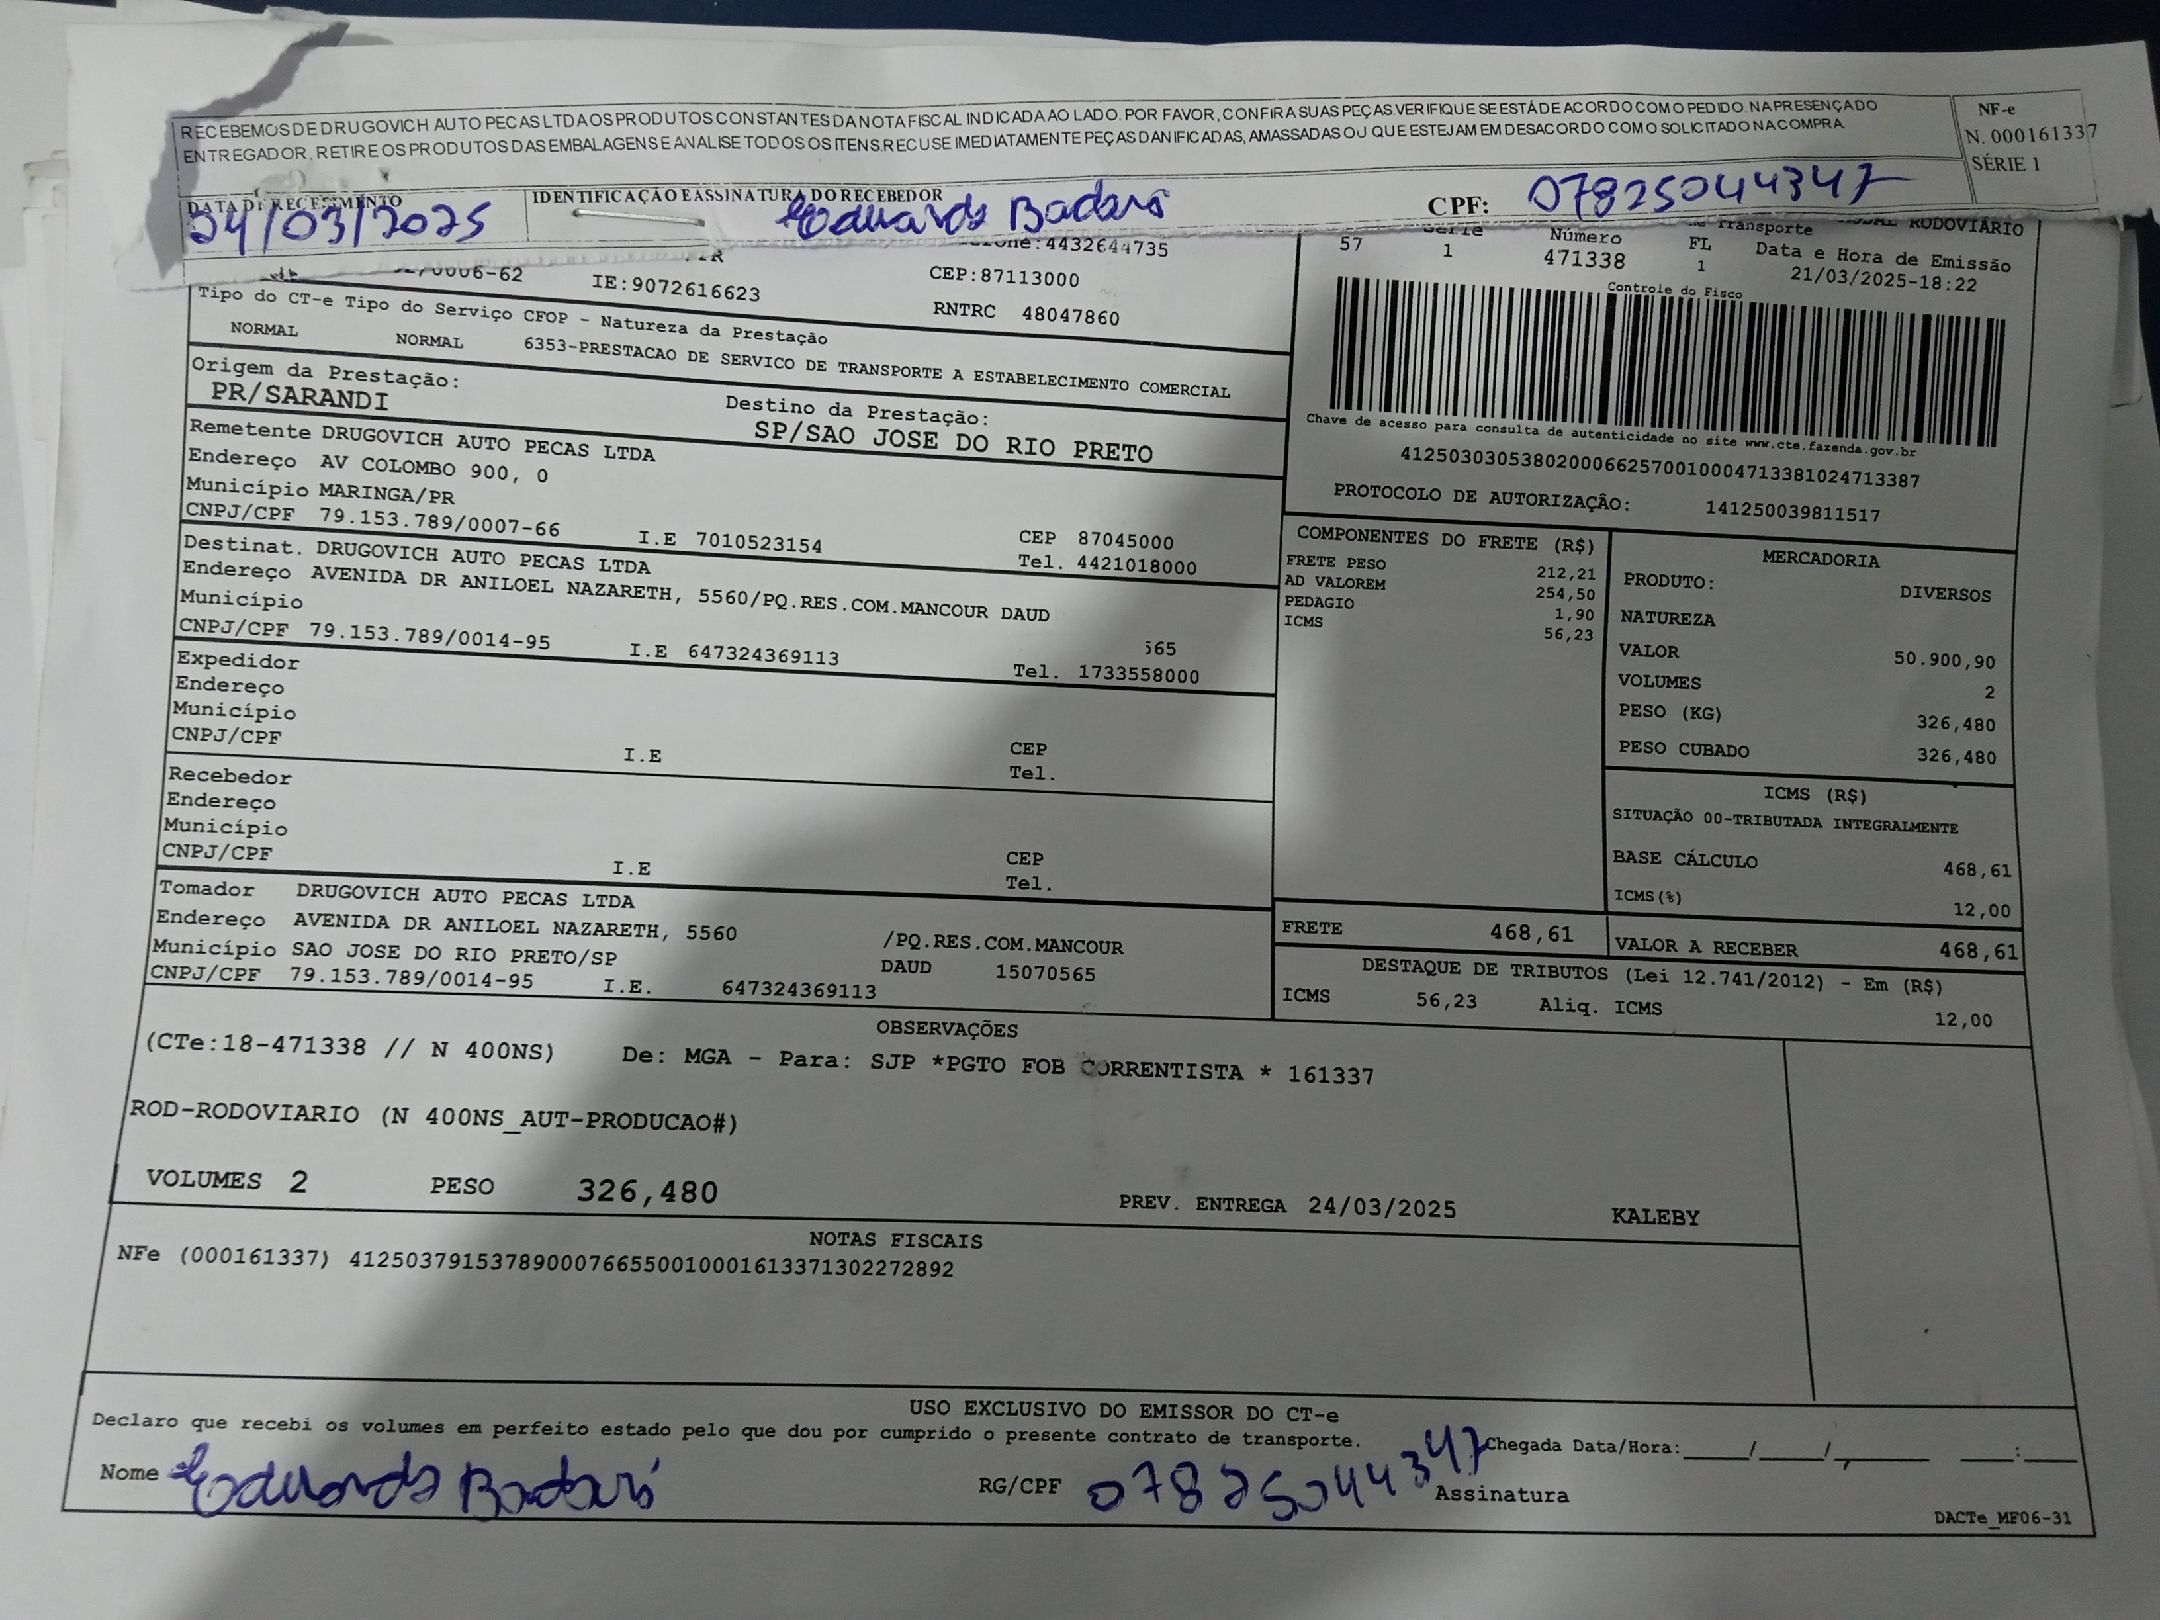 RECEBEMOS DE DRUGOVICH AUTO PECAS LTDA OS PRODUTOS CONSTANTES DA NOTA FISCAL INDICADA AO LADO. POR FAVOR, CONFIRA SUAS PEÇAS. VERIFIQUE SE ESTÁ DE ACORDO COM O PEDIDO. NA PRESENÇA DO
ENTREGADOR. RETIRE OS PRODUTOS DAS EMBALAGENS E ANALISE TODOS OS ITENS. RECUSE IMEDIATAMENTE PEÇAS DANIFICADAS, AMASSADAS OU QUE ESTEJAM EM DESACORDO COM O SOLICITADO NA COMPRA.
NF-e
N. 000161337
SÉRIE 1
DATA DE RECEBIMENTO
24/03/2025
IDENTIFICAÇÃO E ASSINATURA DO RECEBEDOR
Eduardo Badaró
CPF: 07825044347
Transporte RODOVIÁRIO
Série Número FL Data e Hora de Emissão
57 1 471338 1 21/03/2025-18:22
4432644735
/0006-62 IE:9072616623 CEP:87113000
RNTRC 48047860
Controle do Fisco
Tipo do CT-e Tipo do Serviço CFOP - Natureza da Prestação
NORMAL NORMAL 6353-PRESTACAO DE SERVICO DE TRANSPORTE A ESTABELECIMENTO COMERCIAL
Origem da Prestação: Destino da Prestação:
PR/SARANDI SP/SAO JOSE DO RIO PRETO
Chave de acesso para consulta de autenticidade no site www.cte.fazenda.gov.br
41250303053802000662570010004713381024713387
PROTOCOLO DE AUTORIZAÇÃO: 141250039811517
Remetente DRUGOVICH AUTO PECAS LTDA
Endereço AV COLOMBO 900, 0
Município MARINGA/PR CEP 87045000
CNPJ/CPF 79.153.789/0007-66 I.E 7010523154 Tel. 4421018000
Destinat. DRUGOVICH AUTO PECAS LTDA
Endereço AVENIDA DR ANILOEL NAZARETH, 5560/PQ.RES.COM.MANCOUR DAUD
Município 565
CNPJ/CPF 79.153.789/0014-95 I.E 647324369113 Tel. 1733558000
Expedidor
Endereço
Município CEP
CNPJ/CPF I.E Tel.
Recebedor
Endereço
Município CEP
CNPJ/CPF I.E Tel.
Tomador DRUGOVICH AUTO PECAS LTDA
Endereço AVENIDA DR ANILOEL NAZARETH, 5560 /PQ.RES.COM.MANCOUR
Município SAO JOSE DO RIO PRETO/SP DAUD 15070565
CNPJ/CPF 79.153.789/0014-95 I.E. 647324369113
COMPONENTES DO FRETE (R$)
FRETE PESO 212,21
AD VALOREM 254,50
PEDAGIO 1,90
ICMS 56,23
MERCADORIA
PRODUTO: DIVERSOS
NATUREZA
VALOR 50.900,90
VOLUMES 2
PESO (KG) 326,480
PESO CUBADO 326,480
ICMS (R$)
SITUAÇÃO 00-TRIBUTADA INTEGRALMENTE
BASE CÁLCULO 468,61
ICMS(%) 12,00
FRETE 468,61 VALOR A RECEBER 468,61
DESTAQUE DE TRIBUTOS (Lei 12.741/2012) - Em (R$)
ICMS 56,23 Aliq. ICMS 12,00
OBSERVAÇÕES
(CTe:18-471338 // N 400NS) De: MGA - Para: SJP *PGTO FOB CORRENTISTA * 161337
ROD-RODOVIARIO (N 400NS_AUT-PRODUCAO#)
VOLUMES 2 PESO 326,480 PREV. ENTREGA 24/03/2025 KALEBY
NOTAS FISCAIS
NFe (000161337) 41250379153789000766550010001613371302272892
USO EXCLUSIVO DO EMISSOR DO CT-e
Declaro que recebi os volumes em perfeito estado pelo que dou por cumprido o presente contrato de transporte. Chegada Data/Hora:____/____/____ ___:___
Nome Eduardo Badaró RG/CPF 07825044347 Assinatura
DACTe_MF06-31